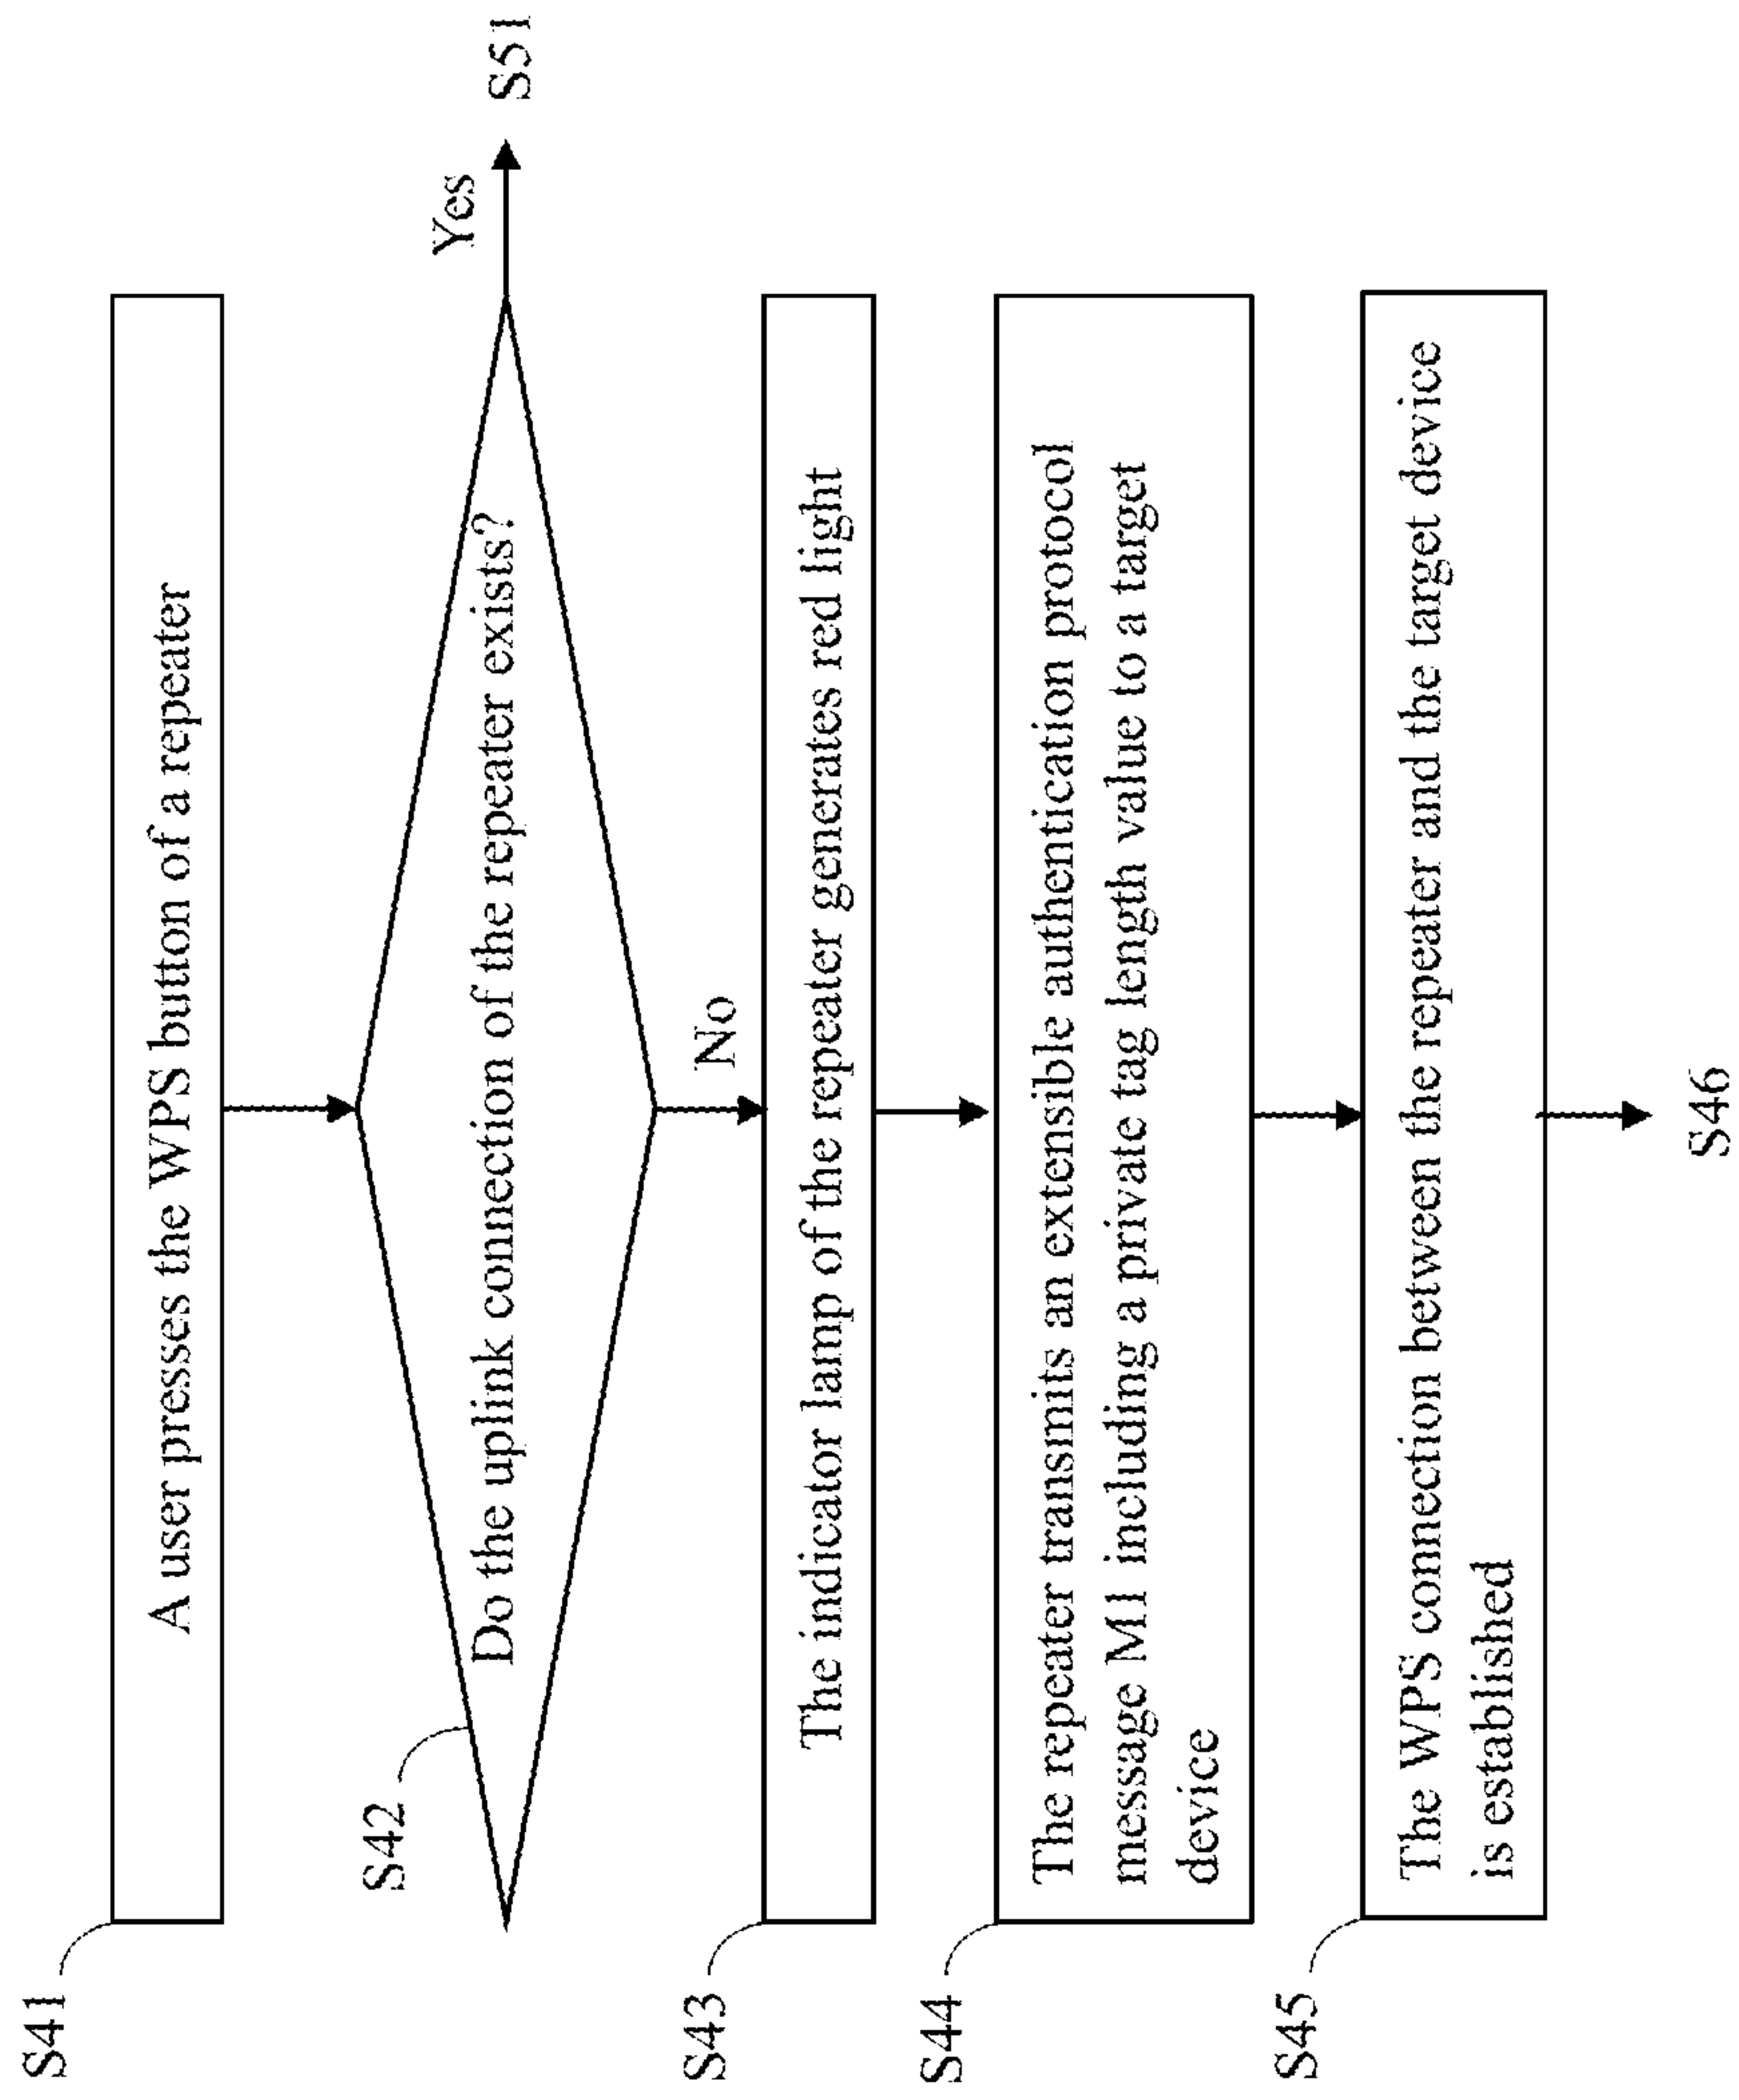 S41
A user presses the WPS button of a repeater
S42
Do the uplink connection of the repeater exists?
Yes
S51
No
S43
The indicator lamp of the repeater generates red light
S44
The repeater transmits an extensible authentication protocol
message M1 including a private tag length value to a target
device
S45
The WPS connection between the repeater and the target device
is established
S46